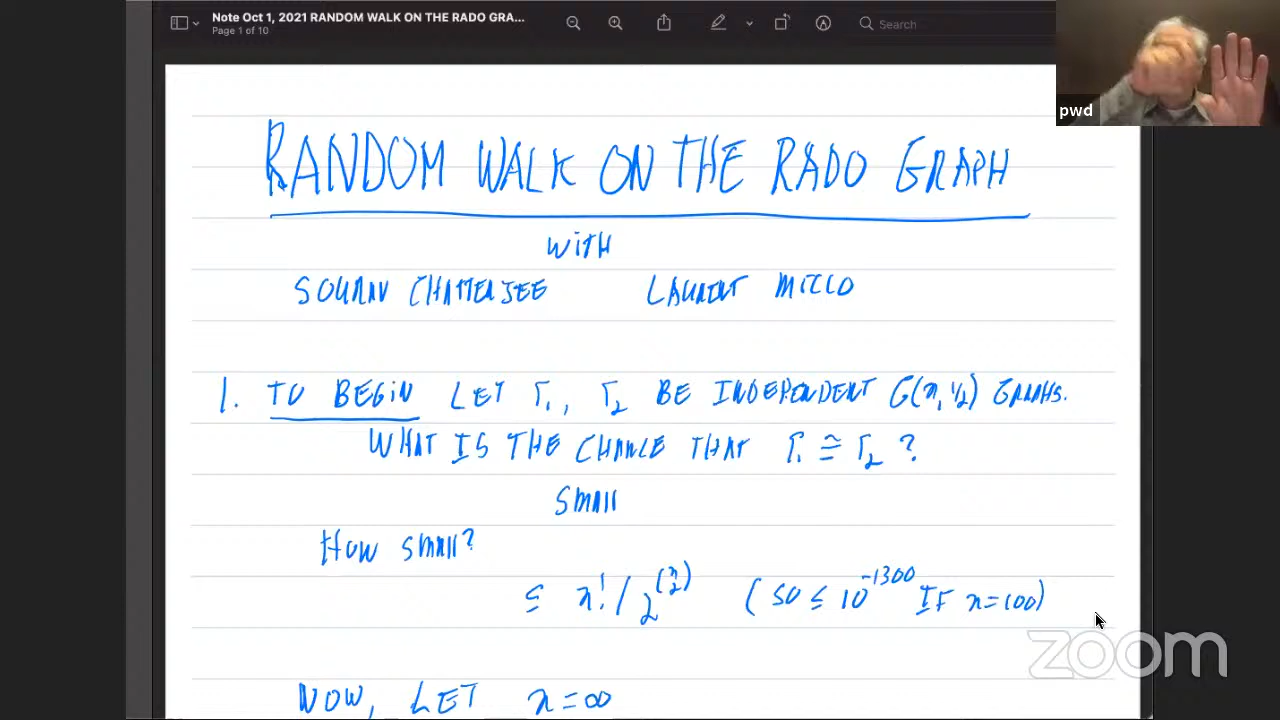 Note Oct 1, 2021 RANDOM WALK ON THE RADO GRA...
Page 1 of 10
Search
pwd
RANDOM WALK ON THE RADO GRAPH
WITH
SOURAV CHATTERJEE LAURENT MICLO
1. TO BEGIN LET Γ₁, Γ₂ BE INDEPENDENT G(n, 1/2) GRAPHS.
WHAT IS THE CHANCE THAT Γ₁ ≅ Γ₂ ?
SMALL
HOW SMALL?
≤ n! / 2^(n 2) (SO ≤ 10^-1300 IF n=100)
zoom
NOW, LET n=∞